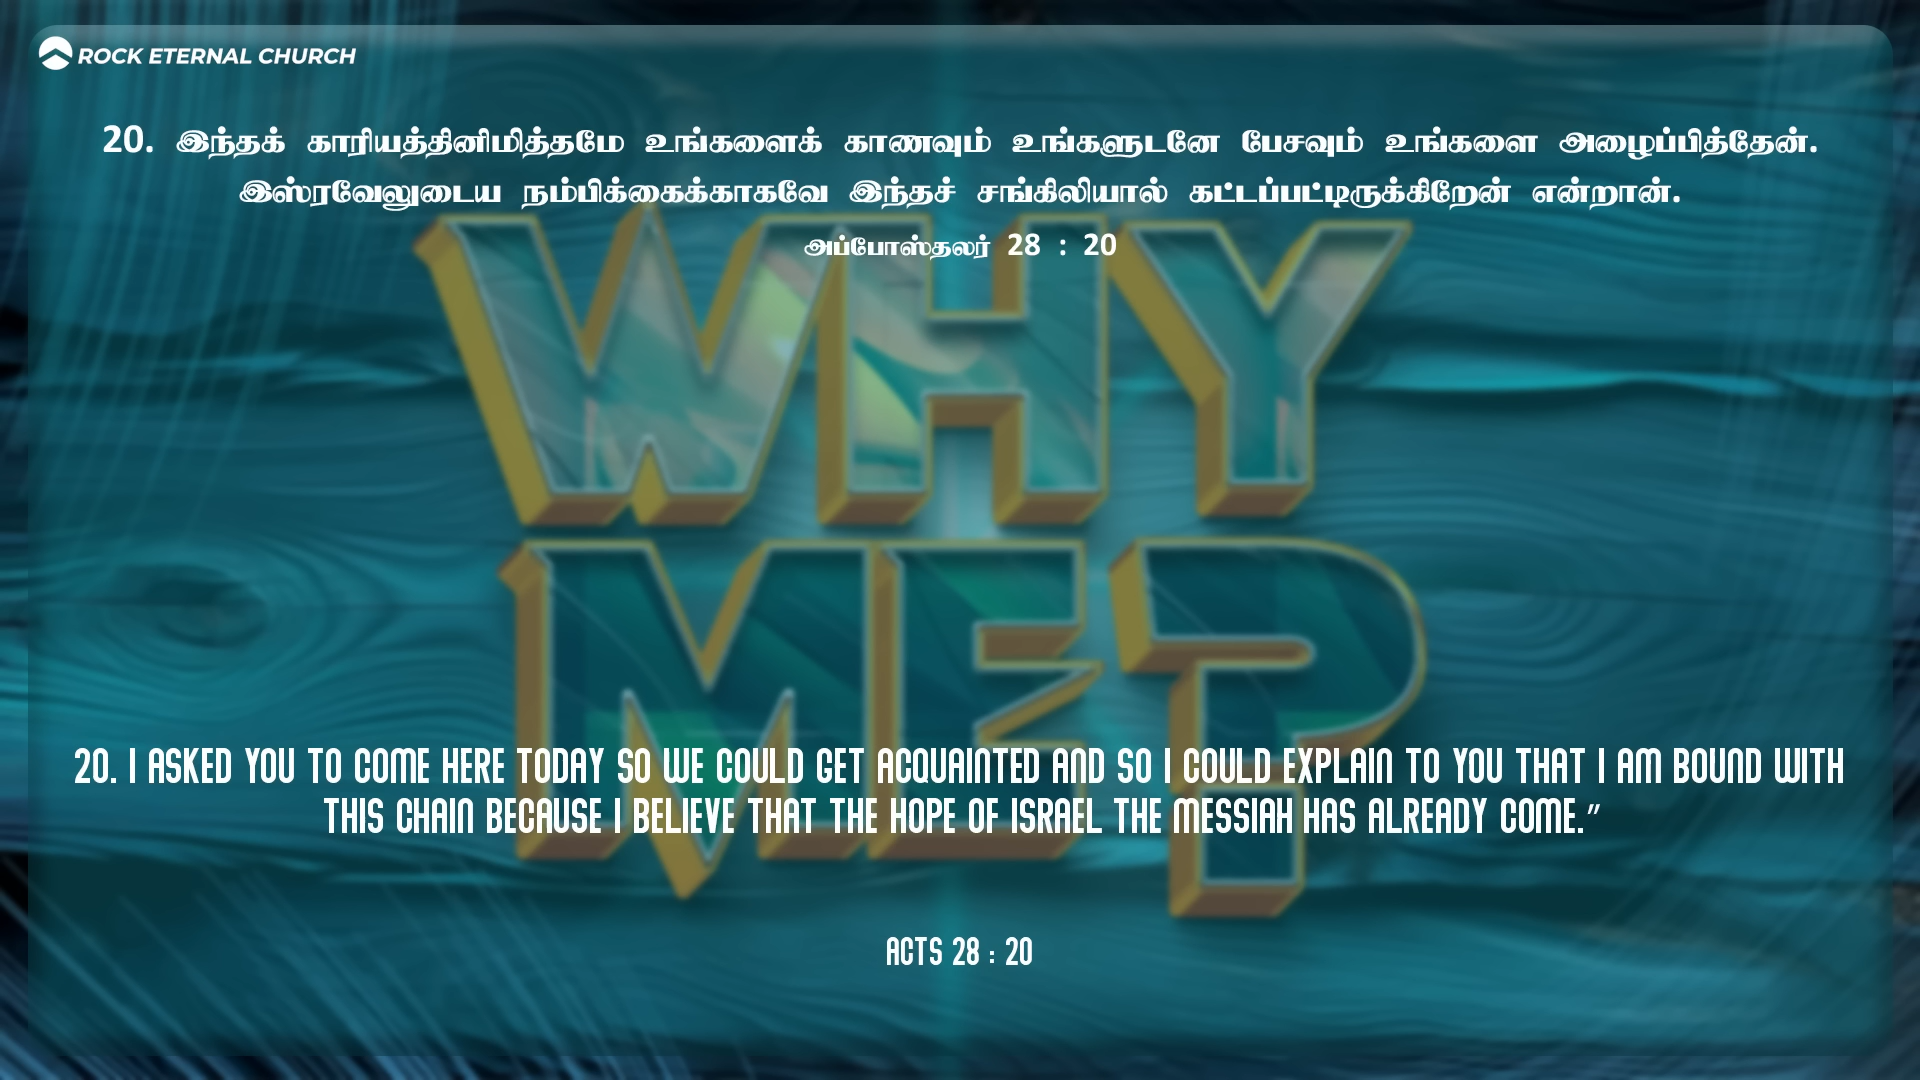 ROCK ETERNAL CHURCH
20. இந்தக் காரியத்தினிமித்தமே உங்களைக் காணவும் உங்களுடனே பேசவும் உங்களை அழைப்பித்தேன்.
இஸ்ரவேலுடைய நம்பிக்கைக்காகவே இந்தச் சங்கிலியால் கட்டப்பட்டிருக்கிறேன் என்றான்.
அப்போஸ்தலர் 28 : 20
WHY
ME?
20. I ASKED YOU TO COME HERE TODAY SO WE COULD GET ACQUAINTED AND SO I COULD EXPLAIN TO YOU THAT I AM BOUND WITH
THIS CHAIN BECAUSE I BELIEVE THAT THE HOPE OF ISRAEL THE MESSIAH HAS ALREADY COME.”
ACTS 28 : 20